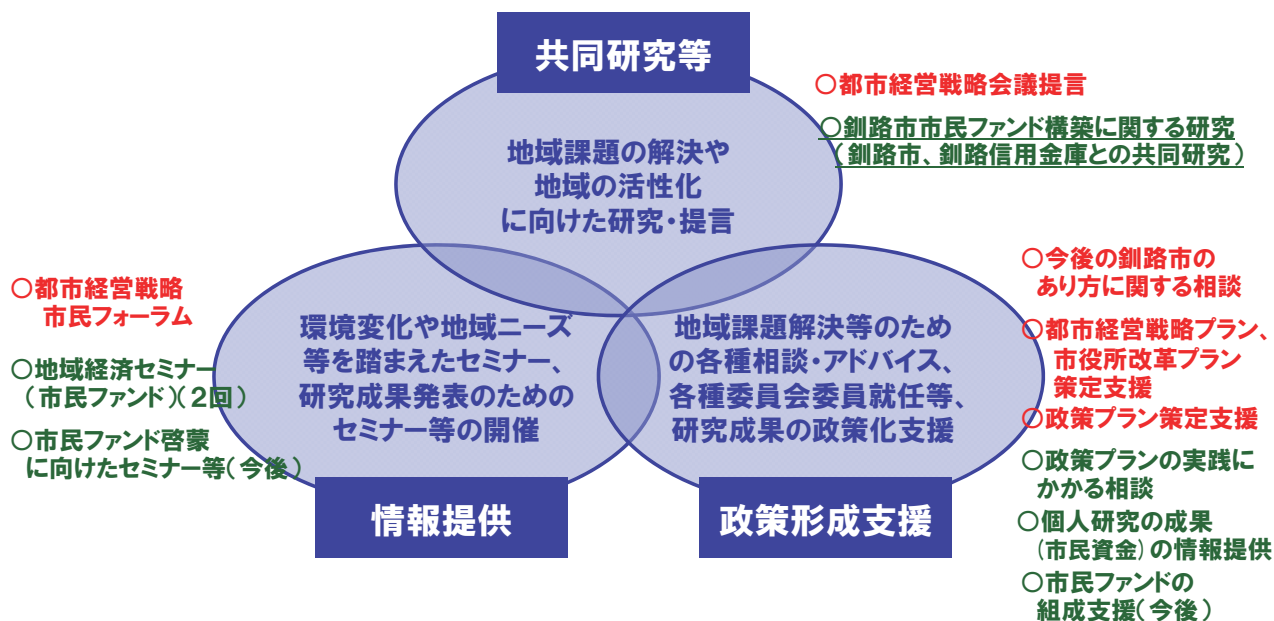 共同研究等
地域課題の解決や
地域の活性化
に向けた研究・提言
○都市経営戦略会議提言
○釧路市市民ファンド構築に関する研究
（釧路市、釧路信用金庫との共同研究）
○都市経営戦略
市民フォーラム
○地域経済セミナー
（市民ファンド）（２回）
○市民ファンド啓蒙
に向けたセミナー等（今後）
環境変化や地域ニーズ
等を踏まえたセミナー、
研究成果発表のための
セミナー等の開催
情報提供
地域課題解決等のため
の各種相談・アドバイス、
各種委員会委員就任等、
研究成果の政策化支援
政策形成支援
○今後の釧路市の
あり方に関する相談
○都市経営戦略プラン、
市役所改革プラン
策定支援
○政策プラン策定支援
○政策プランの実践に
かかる相談
○個人研究の成果
（市民資金）の情報提供
○市民ファンドの
組成支援（今後）